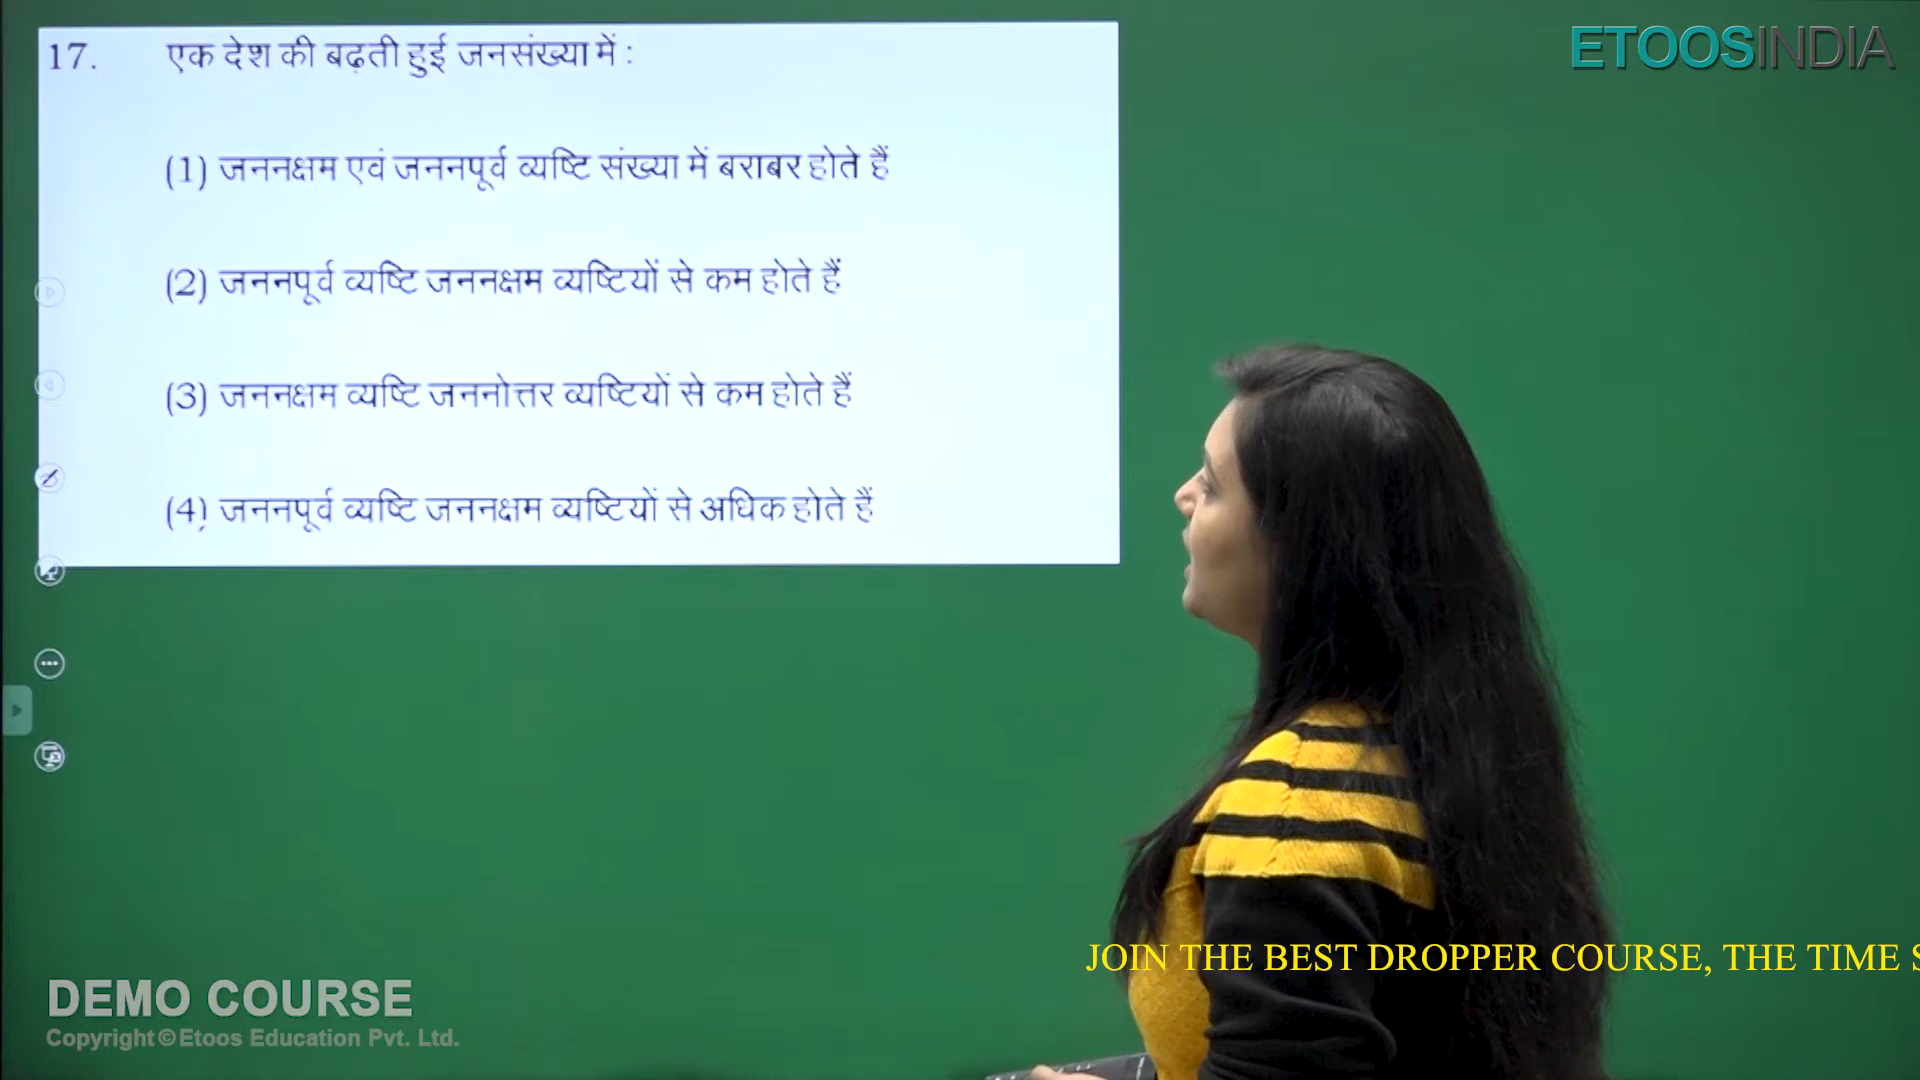 ETOOSINDIA
17. एक देश की बढ़ती हुई जनसंख्या में :
(1) जननक्षम एवं जननपूर्व व्यष्टि संख्या में बराबर होते हैं
(2) जननपूर्व व्यष्टि जननक्षम व्यष्टियों से कम होते हैं
(3) जननक्षम व्यष्टि जननोत्तर व्यष्टियों से कम होते हैं
(4) जननपूर्व व्यष्टि जननक्षम व्यष्टियों से अधिक होते हैं
JOIN THE BEST DROPPER COURSE, THE TIME S
DEMO COURSE
Copyright © Etoos Education Pvt. Ltd.